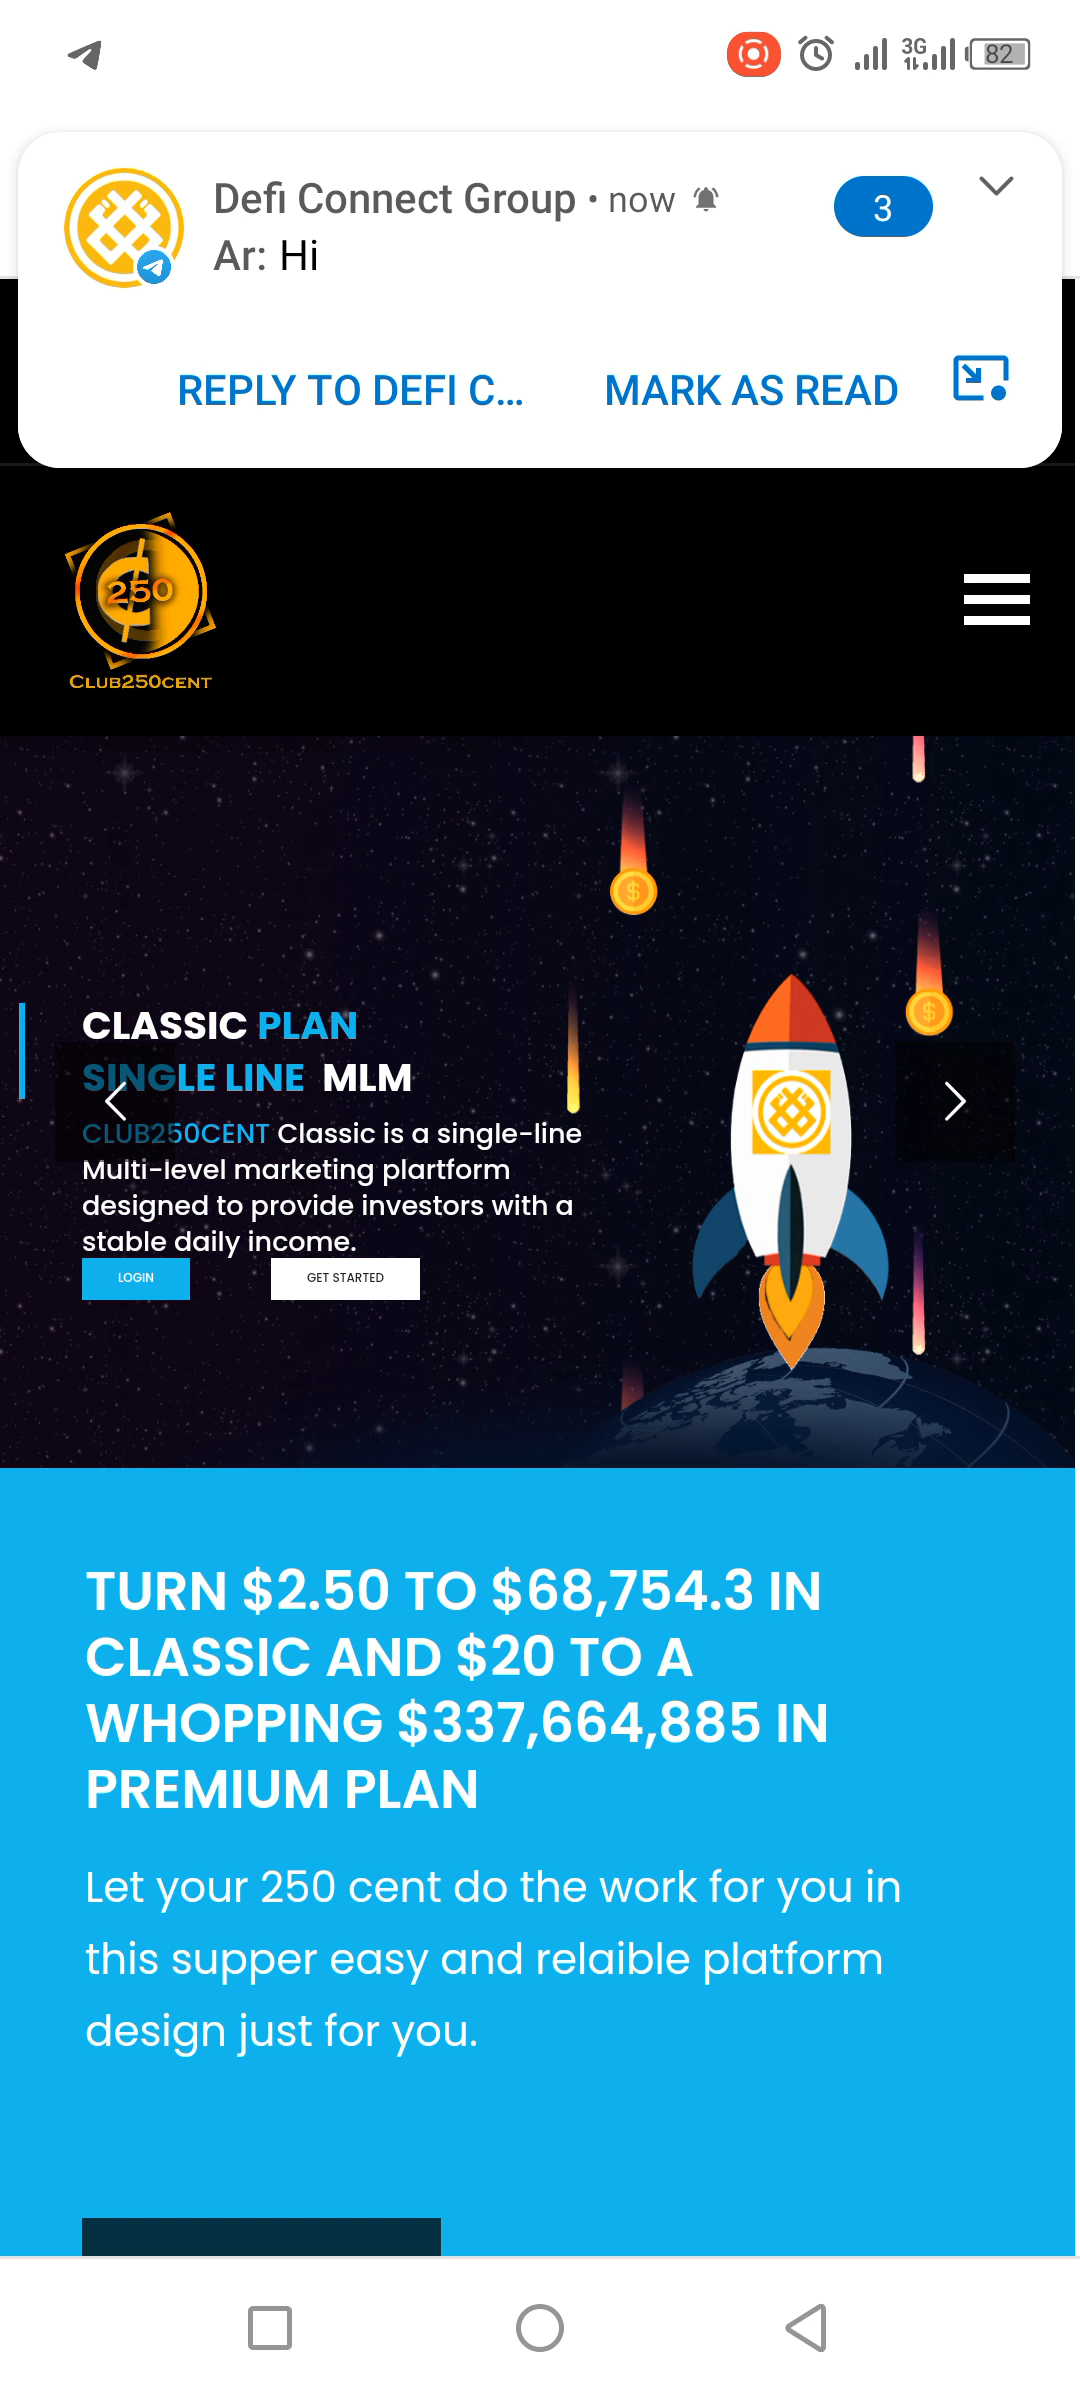 3G
82
Defi Connect Group • now
3
Ar: Hi
REPLY TO DEFI C...
MARK AS READ
250
CLUB250CENT
CLASSIC PLAN
SINGLE LINE MLM
CLUB250CENT Classic is a single-line
Multi-level marketing plartform
designed to provide investors with a
stable daily income.
LOGIN
GET STARTED
TURN $2.50 TO $68,754.3 IN
CLASSIC AND $20 TO A
WHOPPING $337,664,885 IN
PREMIUM PLAN
Let your 250 cent do the work for you in
this supper easy and relaible platform
design just for you.